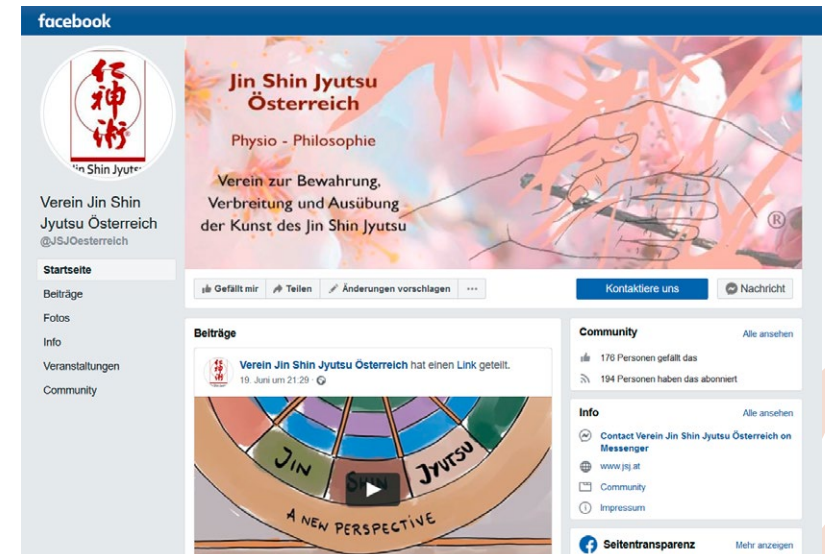 facebook
仁
神
術
Jin Shin Jyuts
Verein Jin Shin
Jyutsu Österreich
@JSJOesterreich
Startseite
Beiträge
Fotos
Info
Veranstaltungen
Community
Jin Shin Jyutsu
Österreich
Physio - Philosophie
Verein zur Bewahrung,
Verbreitung und Ausübung
der Kunst des Jin Shin Jyutsu
®
Gefällt mir Teilen Änderungen vorschlagen ...
Kontaktiere uns Nachricht
Beiträge
Verein Jin Shin Jyutsu Österreich hat einen Link geteilt.
19. Juni um 21:29 ·
JIN SHIN JYUTSU
A NEW PERSPECTIVE
Community Alle ansehen
176 Personen gefällt das
194 Personen haben das abonniert
Info Alle ansehen
Contact Verein Jin Shin Jyutsu Österreich on
Messenger
www.jsj.at
Community
Impressum
Seitentransparenz Mehr anzeigen